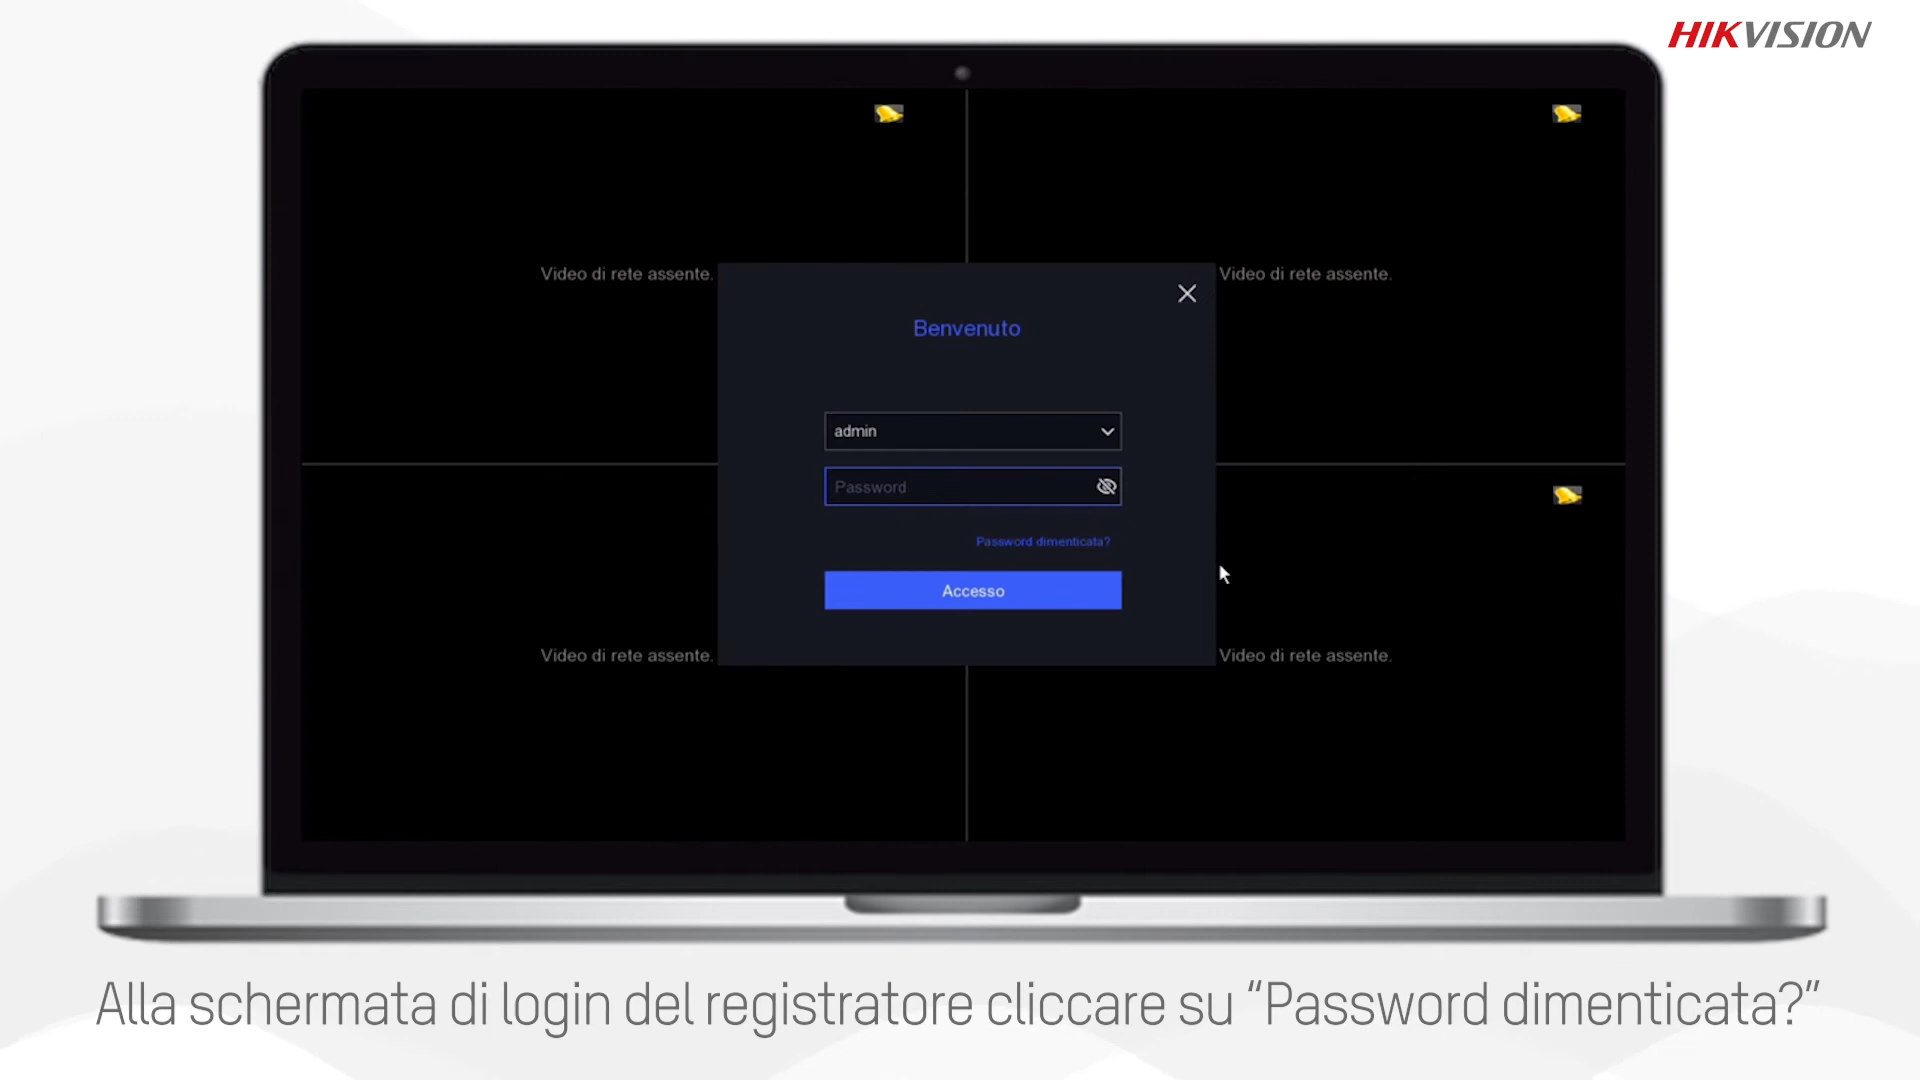 HIKVISION
Video di rete assente.
Video di rete assente.
Benvenuto
admin
Password
Password dimenticata?
Accesso
Video di rete assente.
Video di rete assente.
Alla schermata di login del registratore cliccare su “Password dimenticata?”